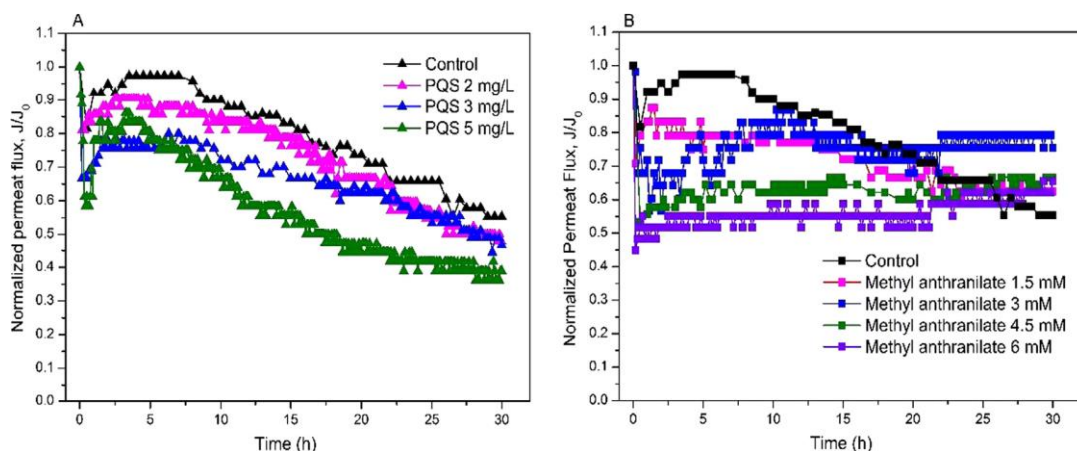 A
Normalized permeat flux, J/J₀
1.1
1.0
0.9
0.8
0.7
0.6
0.5
0.4
0.3
0.2
0.1
0.0
Control
PQS 2 mg/L
PQS 3 mg/L
PQS 5 mg/L
0 5 10 15 20 25 30
Time (h)
B
Normalized Permeat Flux, J/J₀
1.1
1.0
0.9
0.8
0.7
0.6
0.5
0.4
0.3
0.2
0.1
0.0
Control
Methyl anthranilate 1.5 mM
Methyl anthranilate 3 mM
Methyl anthranilate 4.5 mM
Methyl anthranilate 6 mM
0 5 10 15 20 25 30
Time (h)